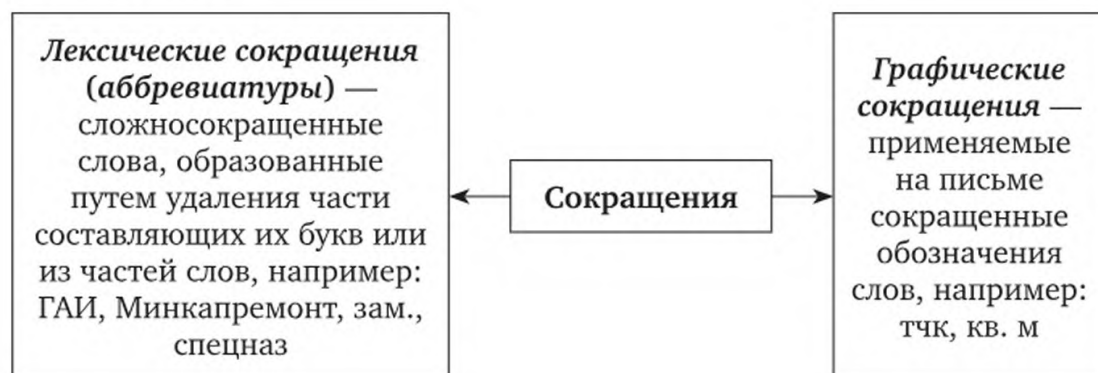 Лексические сокращения
(аббревиатуры) —
сложносокращенные
слова, образованные
путем удаления части
составляющих их букв или
из частей слов, например:
ГАИ, Минкапремонт, зам.,
спецназ
Сокращения
Графические
сокращения —
применяемые
на письме
сокращенные
обозначения
слов, например:
тчк, кв. м